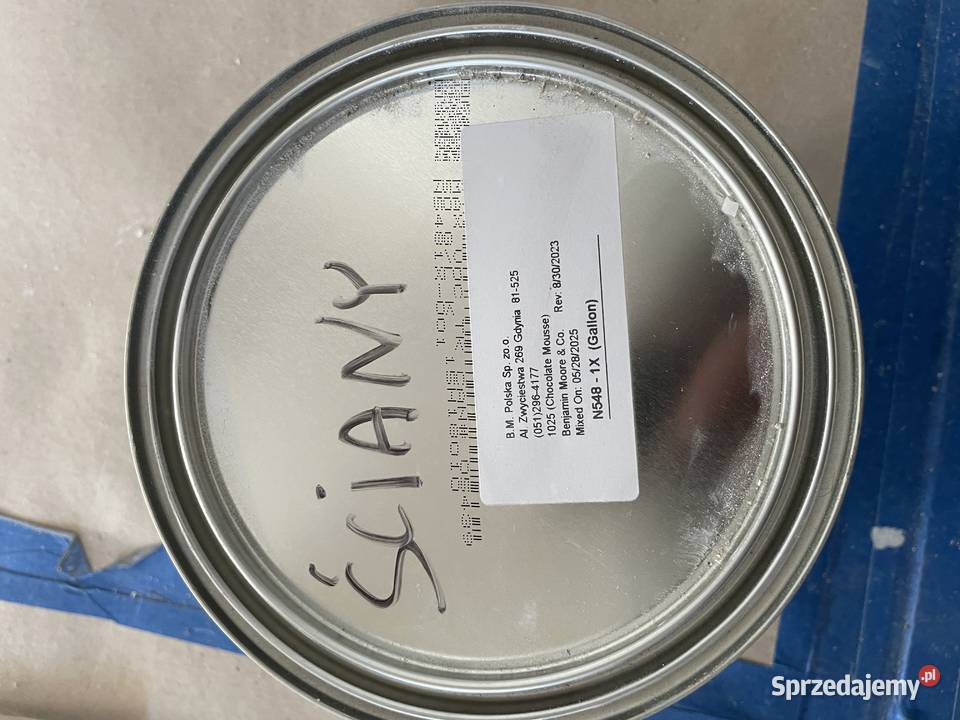 ŚCIANY
B.M. Polska Sp. zo.o.
Al. Zwyciestwa 269 Gdynia 81-525
(051)296-4177
1025 (Chocolate Mousse)
Benjamin Moore & Co. Rev: 8/30/2023
Mixed On: 05/28/2025
N548 - 1X (Gallon)
Sprzedajemy.pl